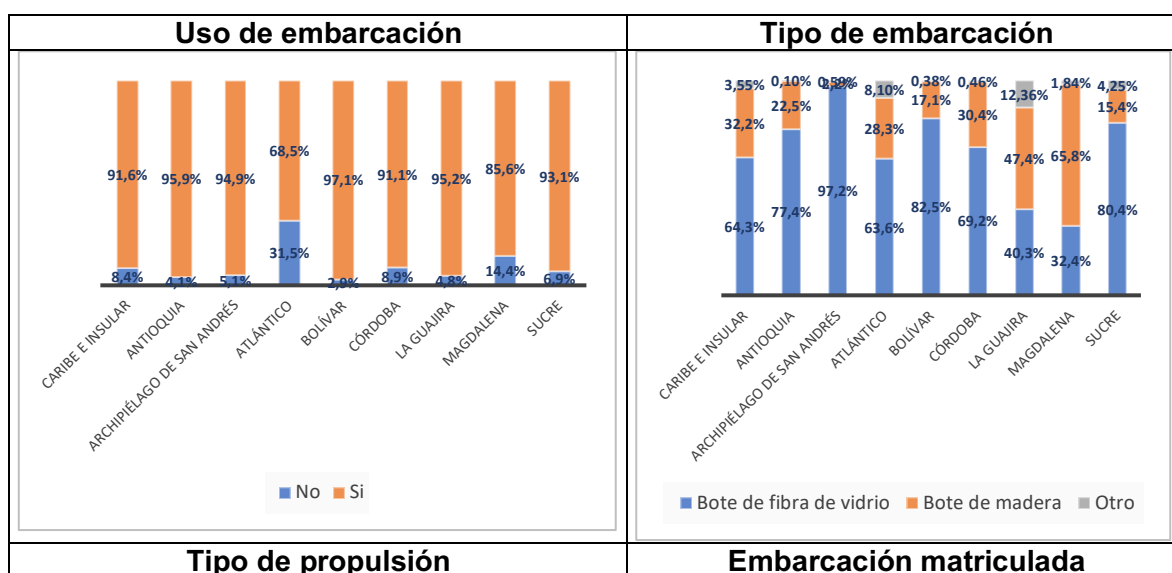 Uso de embarcación
Tipo de embarcación
91,6%
95,9%
94,9%
68,5%
97,1%
91,1%
95,2%
85,6%
93,1%
8,4%
4,1%
5,1%
31,5%
2,9%
8,9%
4,8%
14,4%
6,9%
CARIBE E INSULAR
ANTIOQUIA
ARCHIPIÉLAGO DE SAN ANDRÉS
ATLÁNTICO
BOLÍVAR
CÓRDOBA
LA GUAJIRA
MAGDALENA
SUCRE
No
Si
3,55%
0,10%
0,59%
8,10%
0,38%
0,46%
12,36%
1,84%
4,25%
32,2%
22,5%
2,2%
28,3%
17,1%
30,4%
47,4%
65,8%
15,4%
64,3%
77,4%
97,2%
63,6%
82,5%
69,2%
40,3%
32,4%
80,4%
CARIBE E INSULAR
ANTIOQUIA
ARCHIPIÉLAGO DE SAN ANDRÉS
ATLÁNTICO
BOLÍVAR
CÓRDOBA
LA GUAJIRA
MAGDALENA
SUCRE
Bote de fibra de vidrio
Bote de madera
Otro
Tipo de propulsión
Embarcación matriculada